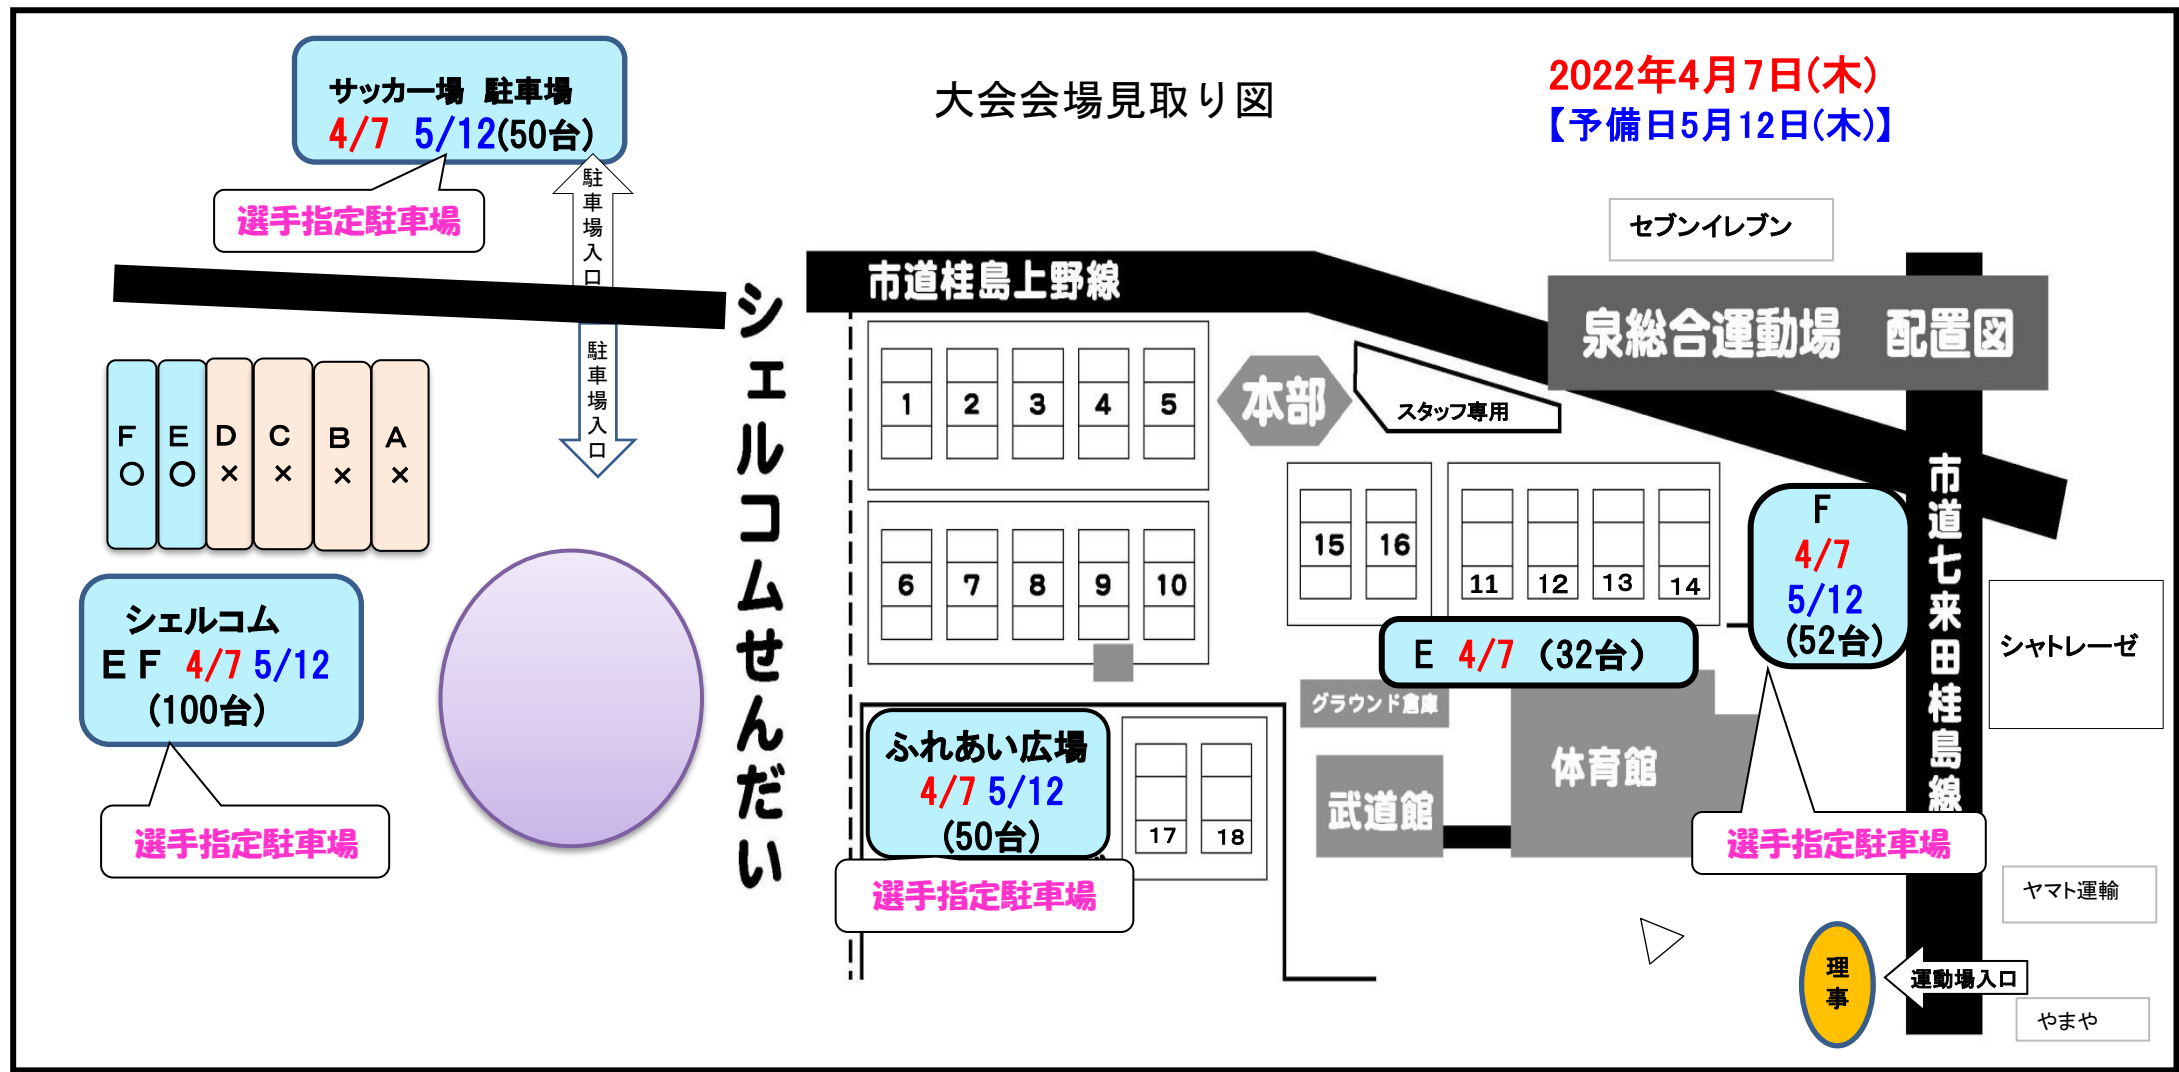 大会会場見取り図
2022年4月7日(木)
【予備日5月12日(木)】
サッカー場 駐車場
4/7 5/12(50台)
選手指定駐車場
駐車場入口
駐車場入口
F E D C B A
○ ○ × × × ×
シェルコム
E F 4/7 5/12
(100台)
選手指定駐車場
シェルコムせんだい
市道桂島上野線
セブンイレブン
泉総合運動場 配置図
1 2 3 4 5
本部
スタッフ専用
6 7 8 9 10
15 16
11 12 13 14
F
4/7
5/12
(52台)
市道七来田桂島線
シャトレーゼ
E 4/7 (32台)
グラウンド倉庫
体育館
武道館
ふれあい広場
4/7 5/12
(50台)
17 18
選手指定駐車場
選手指定駐車場
ヤマト運輸
理事
運動場入口
やまや